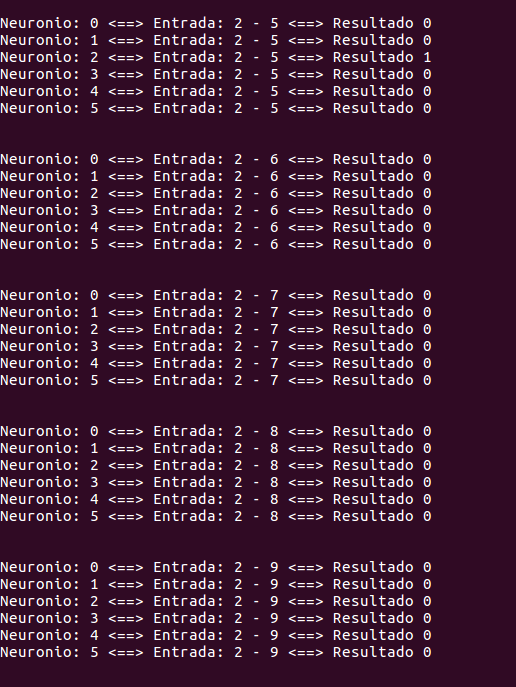 Neuronio: 0 <==> Entrada: 2 - 5 <==> Resultado 0
Neuronio: 1 <==> Entrada: 2 - 5 <==> Resultado 0
Neuronio: 2 <==> Entrada: 2 - 5 <==> Resultado 1
Neuronio: 3 <==> Entrada: 2 - 5 <==> Resultado 0
Neuronio: 4 <==> Entrada: 2 - 5 <==> Resultado 0
Neuronio: 5 <==> Entrada: 2 - 5 <==> Resultado 0
Neuronio: 0 <==> Entrada: 2 - 6 <==> Resultado 0
Neuronio: 1 <==> Entrada: 2 - 6 <==> Resultado 0
Neuronio: 2 <==> Entrada: 2 - 6 <==> Resultado 0
Neuronio: 3 <==> Entrada: 2 - 6 <==> Resultado 0
Neuronio: 4 <==> Entrada: 2 - 6 <==> Resultado 0
Neuronio: 5 <==> Entrada: 2 - 6 <==> Resultado 0
Neuronio: 0 <==> Entrada: 2 - 7 <==> Resultado 0
Neuronio: 1 <==> Entrada: 2 - 7 <==> Resultado 0
Neuronio: 2 <==> Entrada: 2 - 7 <==> Resultado 0
Neuronio: 3 <==> Entrada: 2 - 7 <==> Resultado 0
Neuronio: 4 <==> Entrada: 2 - 7 <==> Resultado 0
Neuronio: 5 <==> Entrada: 2 - 7 <==> Resultado 0
Neuronio: 0 <==> Entrada: 2 - 8 <==> Resultado 0
Neuronio: 1 <==> Entrada: 2 - 8 <==> Resultado 0
Neuronio: 2 <==> Entrada: 2 - 8 <==> Resultado 0
Neuronio: 3 <==> Entrada: 2 - 8 <==> Resultado 0
Neuronio: 4 <==> Entrada: 2 - 8 <==> Resultado 0
Neuronio: 5 <==> Entrada: 2 - 8 <==> Resultado 0
Neuronio: 0 <==> Entrada: 2 - 9 <==> Resultado 0
Neuronio: 1 <==> Entrada: 2 - 9 <==> Resultado 0
Neuronio: 2 <==> Entrada: 2 - 9 <==> Resultado 0
Neuronio: 3 <==> Entrada: 2 - 9 <==> Resultado 0
Neuronio: 4 <==> Entrada: 2 - 9 <==> Resultado 0
Neuronio: 5 <==> Entrada: 2 - 9 <==> Resultado 0